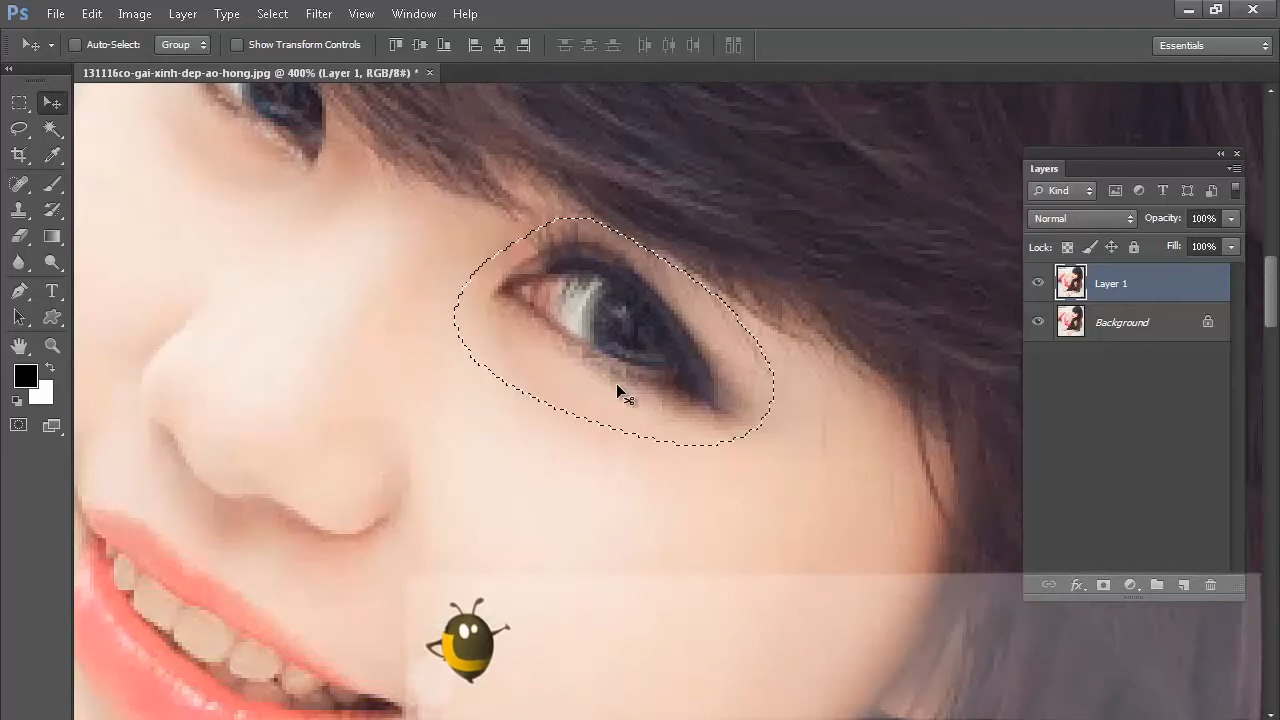 Ps File Edit Image Layer Type Select Filter View Window Help
Auto-Select: Group Show Transform Controls Essentials
131116co-gai-xinh-dep-ao-hong.jpg @ 400% (Layer 1, RGB/8#) *
Layers
Kind
Normal Opacity: 100%
Lock: Fill: 100%
Layer 1
Background